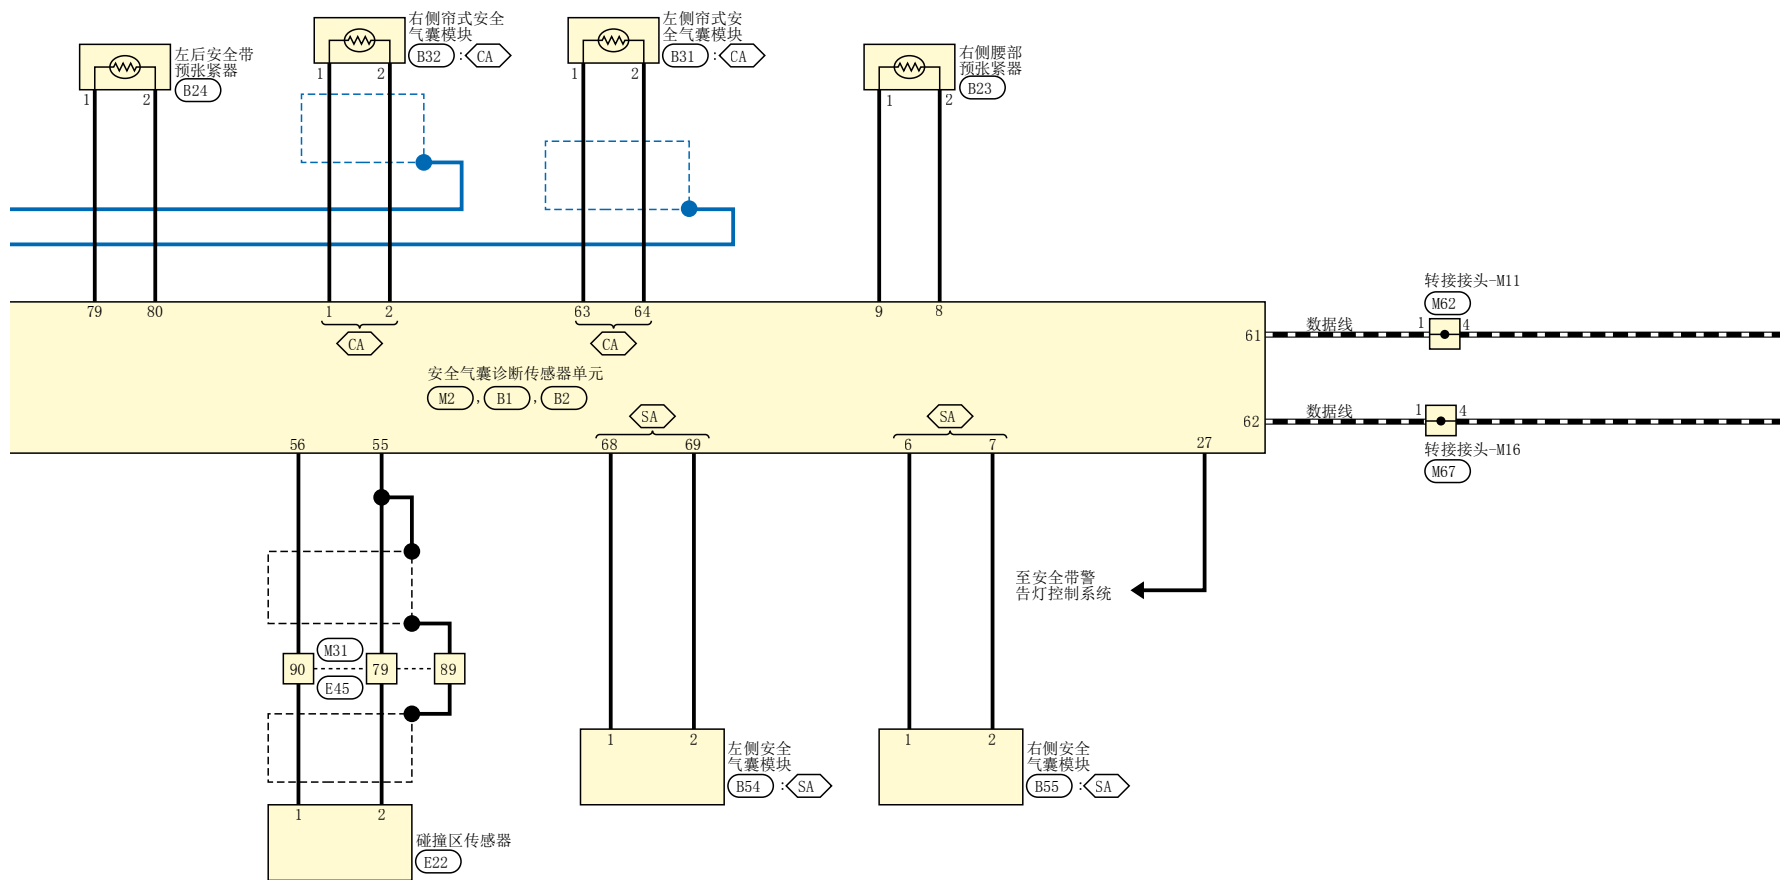 左后安全带
预张紧器
B24
1 2
右侧帘式安全
气囊模块
B32 : CA
1 2
左侧帘式安
全气囊模块
B31 : CA
1 2
右侧腰部
预张紧器
B23
1 2
79 80 1 2 63 64 9 8
CA CA
安全气囊诊断传感器单元
M2 , B1 , B2
SA SA
56 55 68 69 6 7 27
61 数据线 1 4
转接接头-M11
M62
62 数据线 1 4
转接接头-M16
M67
至安全带警
告灯控制系统
M31
90 79 89
E45
1 2
左侧安全
气囊模块
B54 : SA
1 2
右侧安全
气囊模块
B55 : SA
1 2
碰撞区传感器
E22